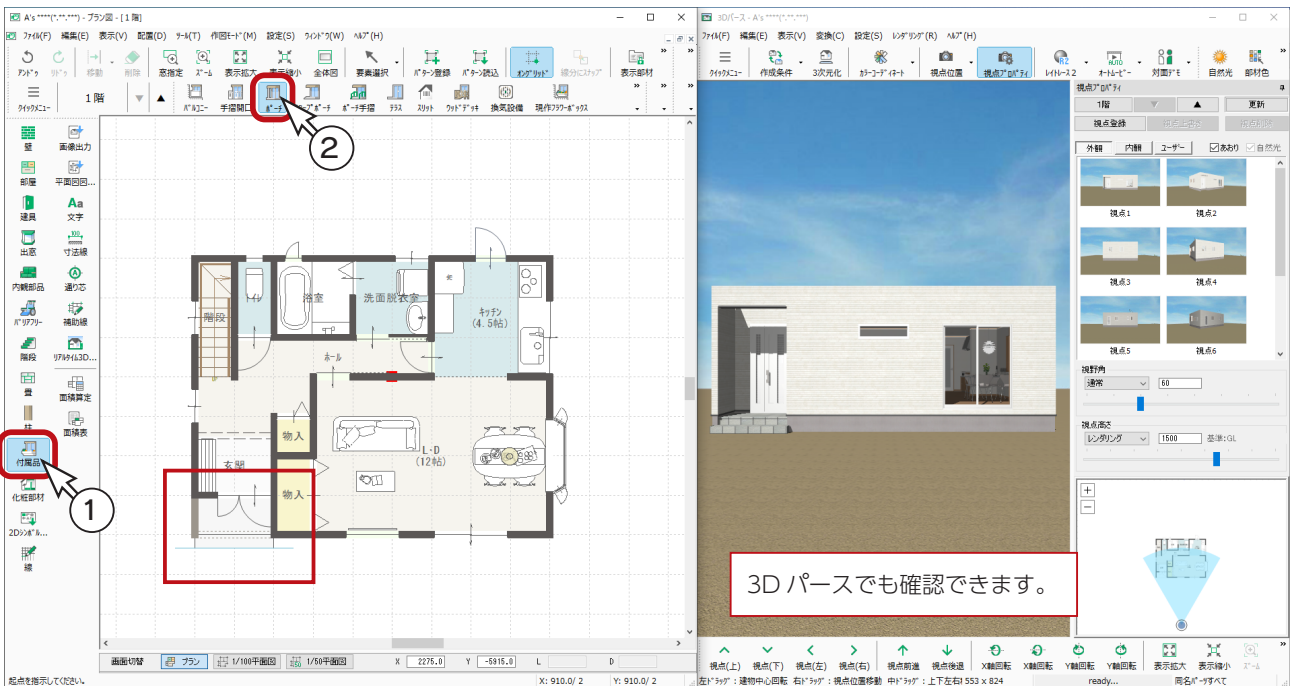 A's ****(*.**.***) - プラン図 - [1 階]
ファイル(F) 編集(E) 表示(V) 配置(D) ツール(T) 作図モード(M) 設定(S) ウィンドウ(W) ヘルプ(H)
アンドゥ リドゥ 移動 削除 窓指定 ズーム 表示拡大 表示縮小 全体図 要素選択 パターン登録 パターン読込 オングリッド 線分にスナップ 表示部材
クイックメニュー 1 階 バルコニー 手摺開口 ポーチ ポーチ手摺 テラス スリット ウッドデッキ 換気設備 現作フラワーボックス
②
壁 画像出力
部屋 平面図図...
建具 Aa 文字
出窓 寸法線
内観部品 通り芯
バリアフリー 補助線
階段 リアルタイム3D...
畳 面積算定
柱 面積表
付属品
化粧部材
①
2Dシンボル...
線
トイレ 浴室 洗面脱衣室
階段
キッチン
(4.5帖)
ホール
物入
L・D
(12帖)
玄関
物入
画面切替 プラン 1/100平面図 1/50平面図 X 2275.0 Y -5915.0 L D
起点を指示してください。 X: 910.0/ 2 Y: 910.0/ 2
3Dパース - A's ****(*.**.***)
ファイル(F) 編集(E) 表示(V) 変換(C) 設定(S) レンダリング(R) ヘルプ(H)
クイックメニュー 作成条件 3次元化 カラーコーディネート 視点位置 視点プロパティ レイトレース2 オートムービー 対面デモ 自然光 部材色
視点プロパティ
1階 ▼ ▲ 更新
視点登録 視点上書き 視点削除
外観 内観 ユーザー あおり 自然光
視点1 視点2
視点3 視点4
視点5 視点6
視野角
通常 60
視点高さ
レンダリング 1500 基準:GL
3D パースでも確認できます。
視点(上) 視点(下) 視点(左) 視点(右) 視点前進 視点後退 X軸回転 X軸回転 Y軸回転 Y軸回転 表示拡大 表示縮小 ズーム
左ドラッグ：建物中心回転 右ドラッグ：視点位置移動 中ドラッグ：上下左右 553 x 824 ready... 同名パーツすべて